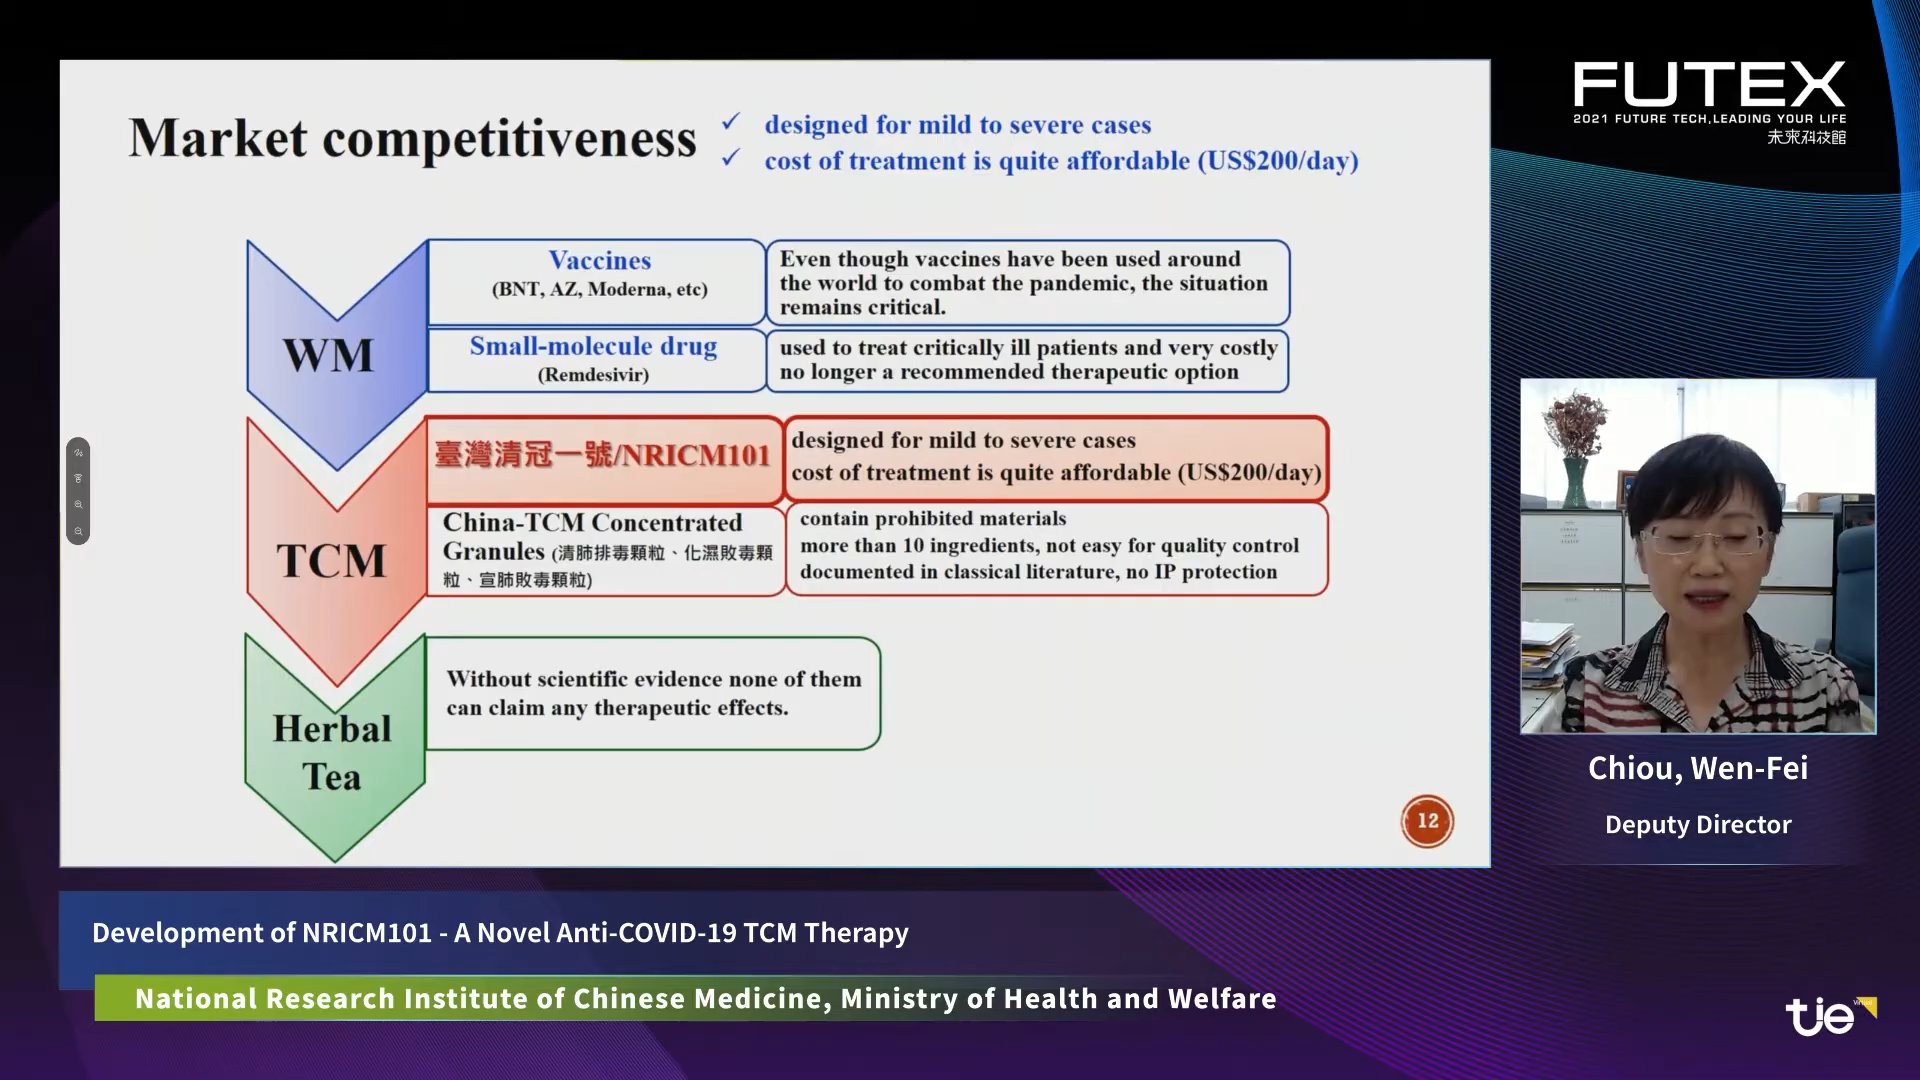 Market competitiveness
✓ designed for mild to severe cases
✓ cost of treatment is quite affordable (US$200/day)
WM
Vaccines
(BNT, AZ, Moderna, etc)
Even though vaccines have been used around
the world to combat the pandemic, the situation
remains critical.
Small-molecule drug
(Remdesivir)
used to treat critically ill patients and very costly
no longer a recommended therapeutic option
TCM
臺灣清冠一號/NRICM101
designed for mild to severe cases
cost of treatment is quite affordable (US$200/day)
China-TCM Concentrated
Granules (清肺排毒顆粒、化濕敗毒顆
粒、宣肺敗毒顆粒)
contain prohibited materials
more than 10 ingredients, not easy for quality control
documented in classical literature, no IP protection
Herbal
Tea
Without scientific evidence none of them
can claim any therapeutic effects.
12
FUTEX
2021 FUTURE TECH,LEADING YOUR LIFE
未來科技館
Chiou, Wen-Fei
Deputy Director
Development of NRICM101 - A Novel Anti-COVID-19 TCM Therapy
National Research Institute of Chinese Medicine, Ministry of Health and Welfare
tie
Virtual